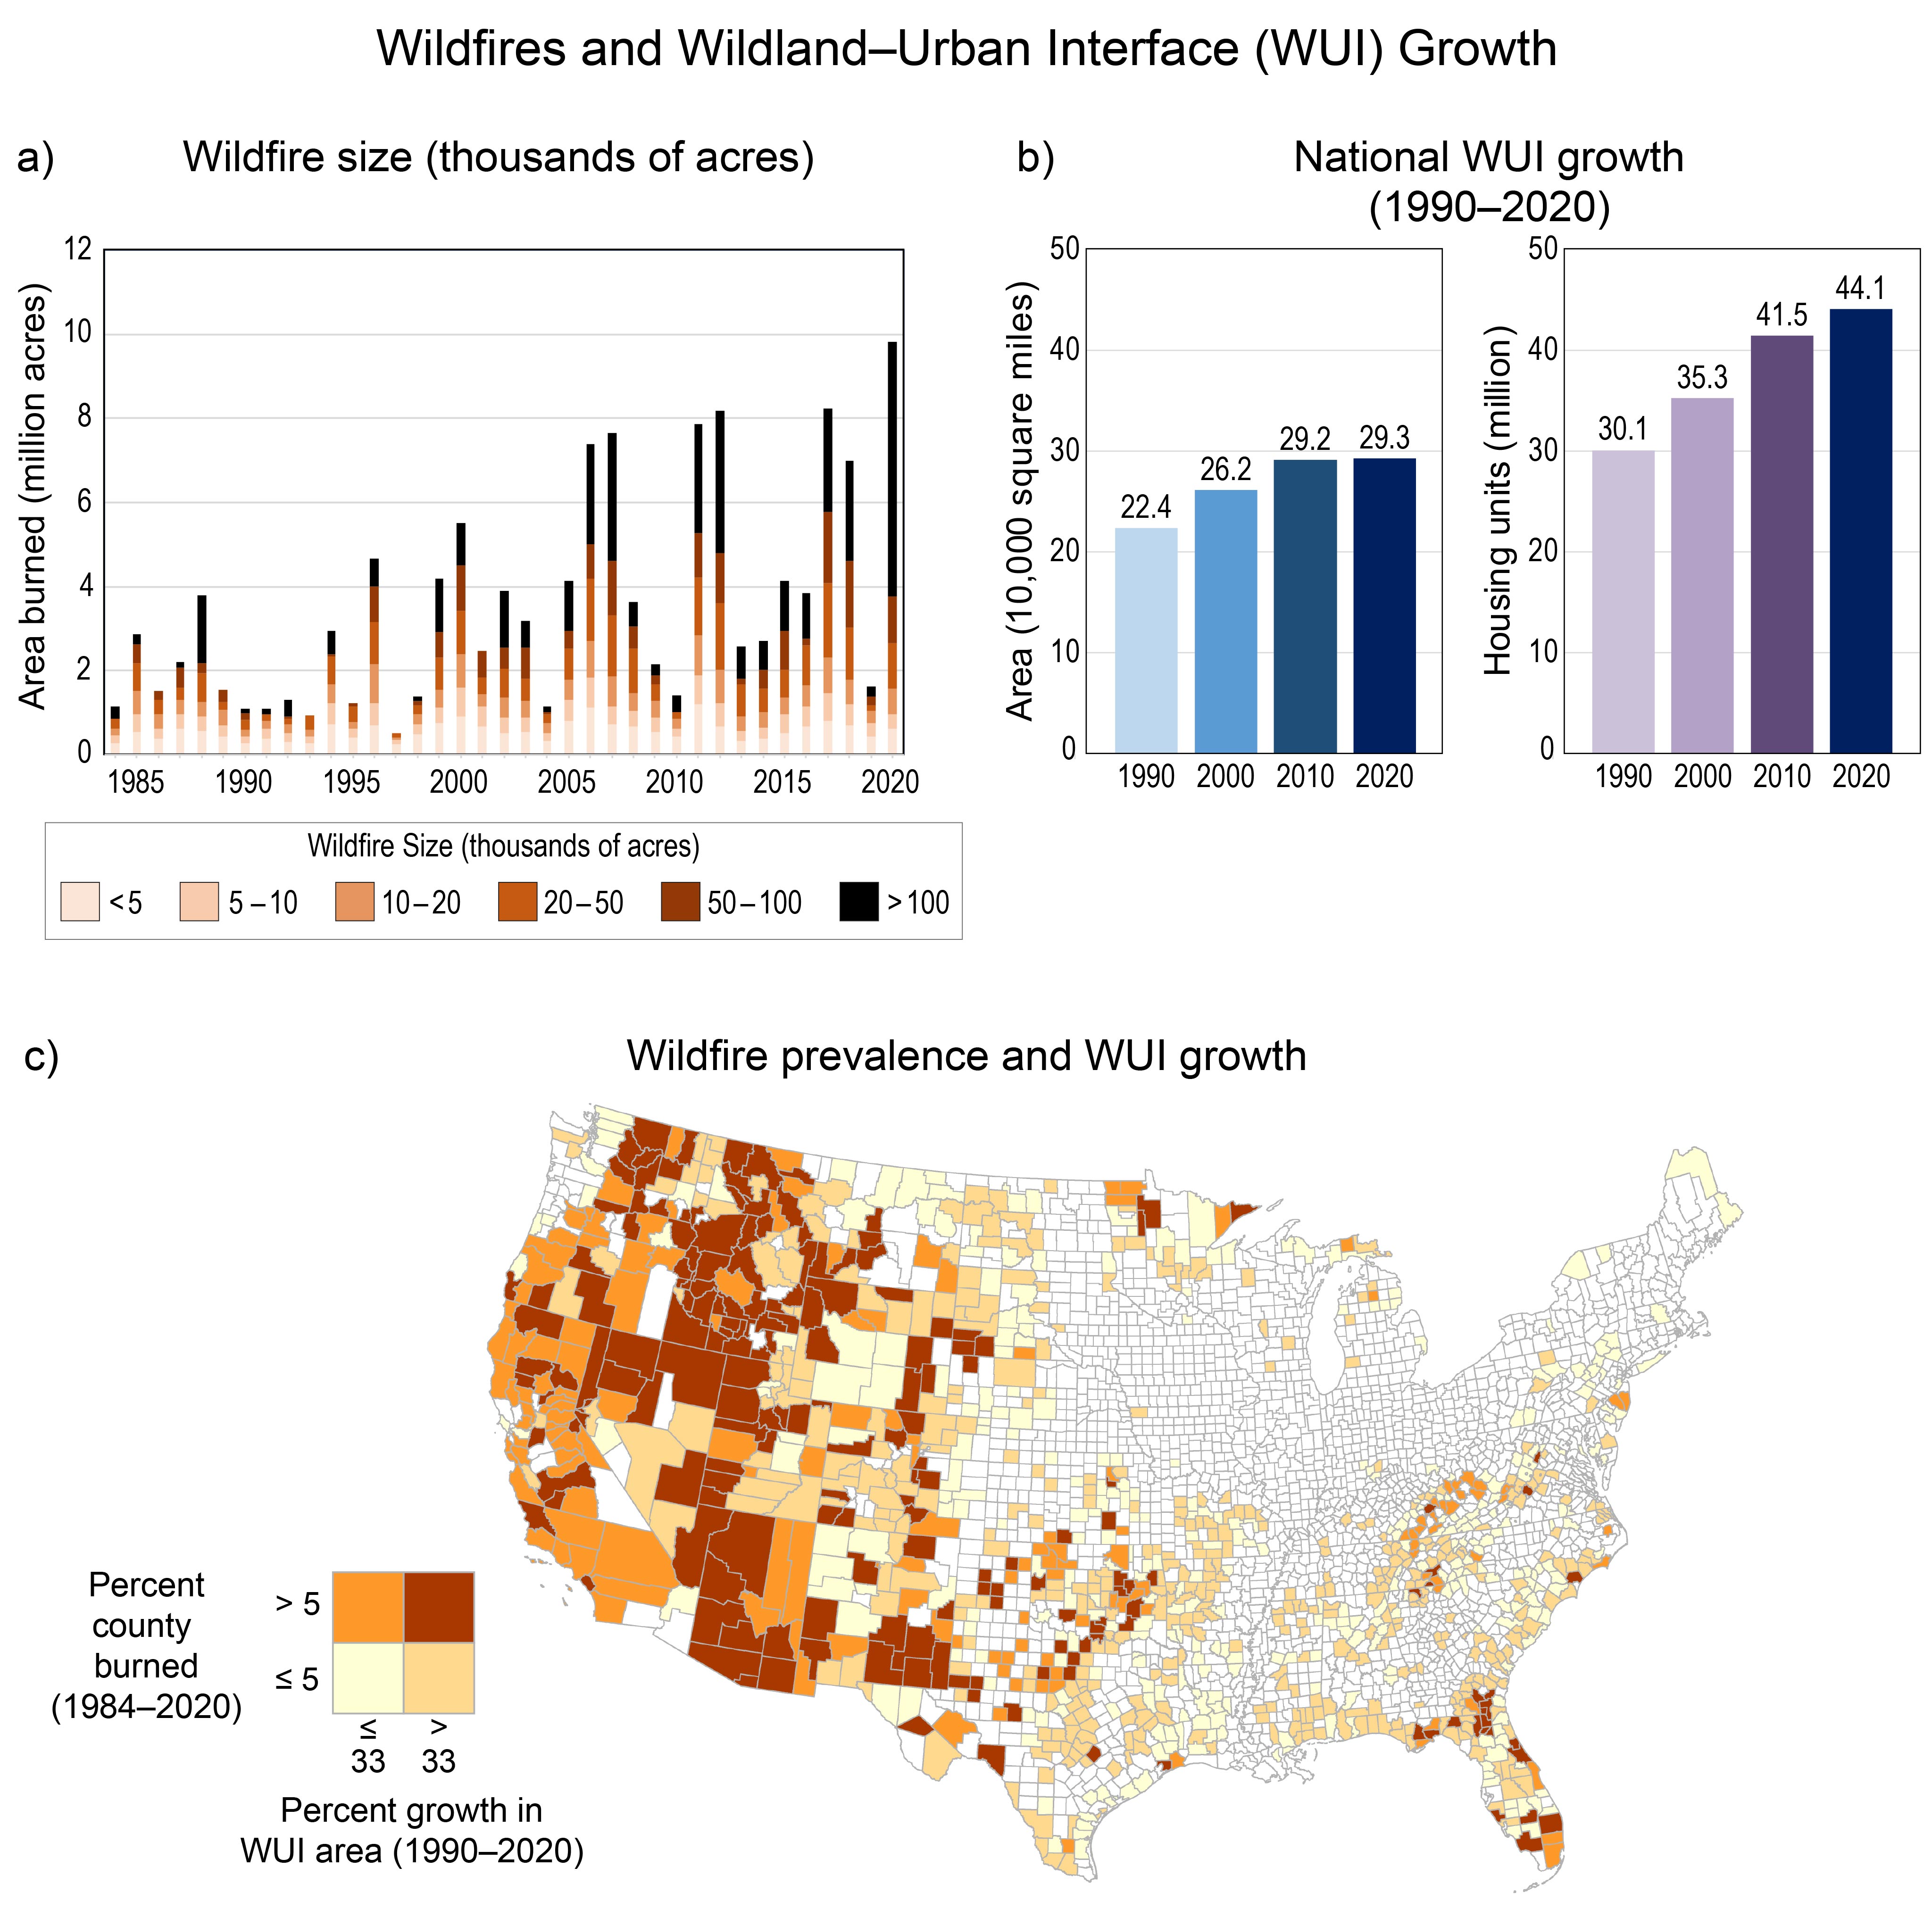 Wildfires and Wildland–Urban Interface (WUI) Growth
a)
Wildfire size (thousands of acres)
Area burned (million acres)
12
10
8
6
4
2
0
1985 1990 1995 2000 2005 2010 2015 2020
Wildfire Size (thousands of acres)
<5 5–10 10–20 20–50 50–100 >100
b)
National WUI growth
(1990–2020)
Area (10,000 square miles)
50
40
30
20
10
0
22.4 26.2 29.2 29.3
1990 2000 2010 2020
Housing units (million)
50
40
30
20
10
0
30.1 35.3 41.5 44.1
1990 2000 2010 2020
c)
Wildfire prevalence and WUI growth
Percent
county
burned
(1984–2020)
> 5
≤ 5
≤ >
33 33
Percent growth in
WUI area (1990–2020)